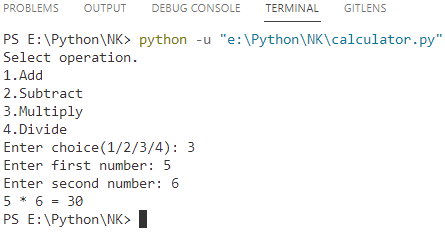 PROBLEMS OUTPUT DEBUG CONSOLE TERMINAL GITLENS
PS E:\Python\NK> python -u "e:\Python\NK\calculator.py"
Select operation.
1.Add
2.Subtract
3.Multiply
4.Divide
Enter choice(1/2/3/4): 3
Enter first number: 5
Enter second number: 6
5 * 6 = 30
PS E:\Python\NK>